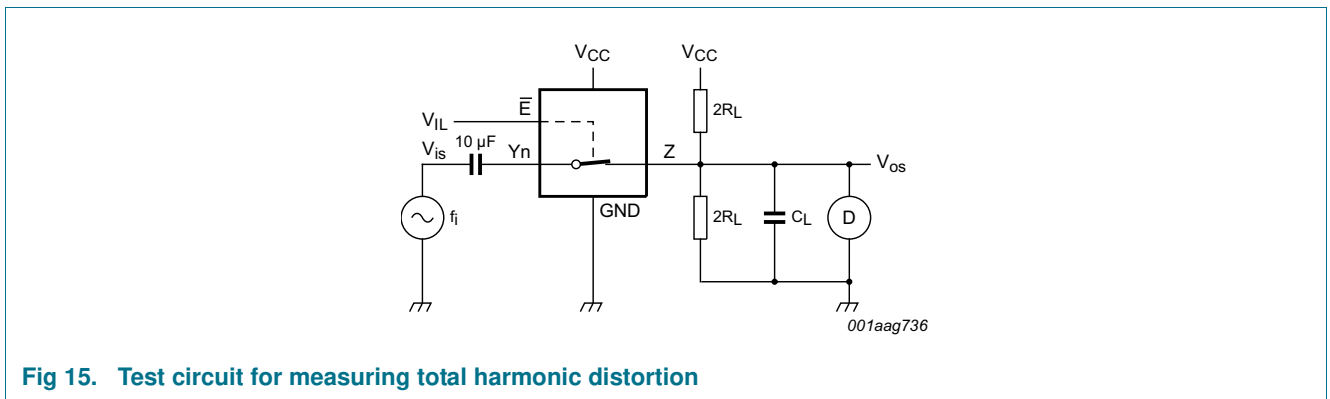 VCC
VCC
E̅
2RL
VIL
Vis
10 µF
Yn
Z
Vos
fi
GND
2RL
CL
D
001aag736
Fig 15. Test circuit for measuring total harmonic distortion